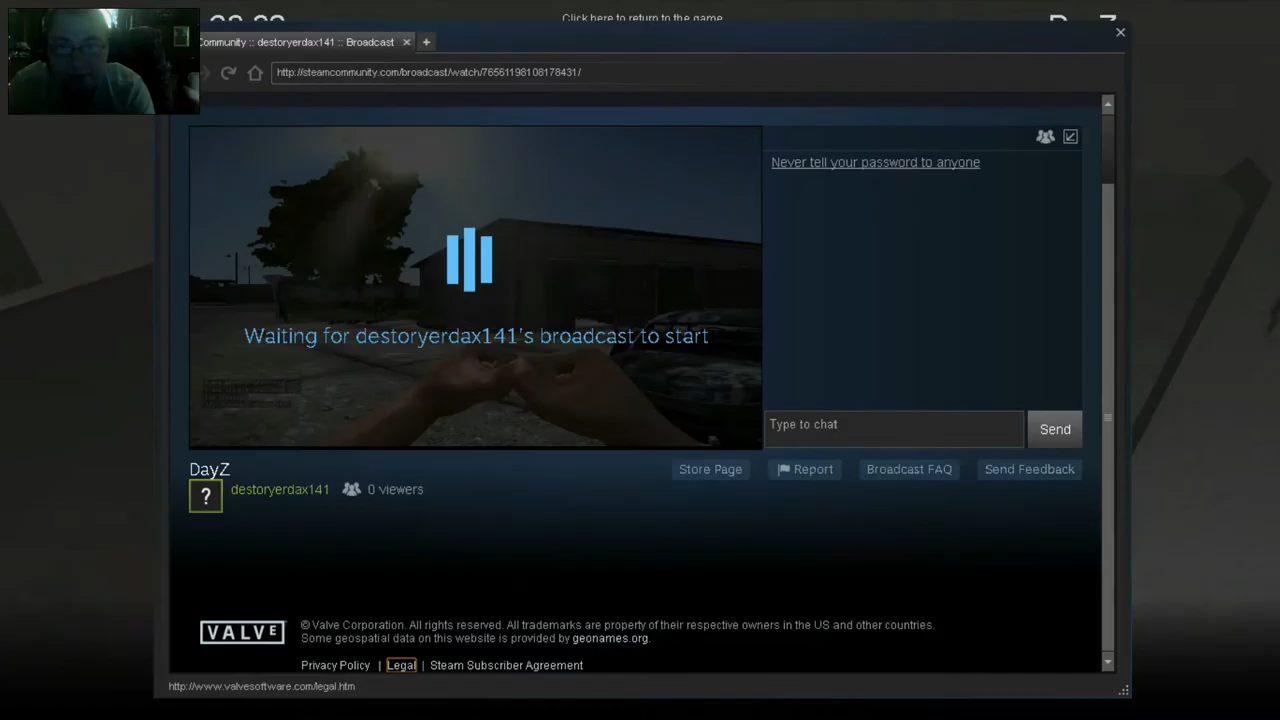 Click here to return to the game
Community :: destoryerdax141 :: Broadcast
http://steamcommunity.com/broadcast/watch/76561198108178431/
Never tell your password to anyone
Waiting for destoryerdax141's broadcast to start
Type to chat
Send
DayZ
Store Page
Report
Broadcast FAQ
Send Feedback
?
destoryerdax141
0 viewers
VALVE
© Valve Corporation. All rights reserved. All trademarks are property of their respective owners in the US and other countries.
Some geospatial data on this website is provided by geonames.org.
Privacy Policy | Legal | Steam Subscriber Agreement
http://www.valvesoftware.com/legal.htm